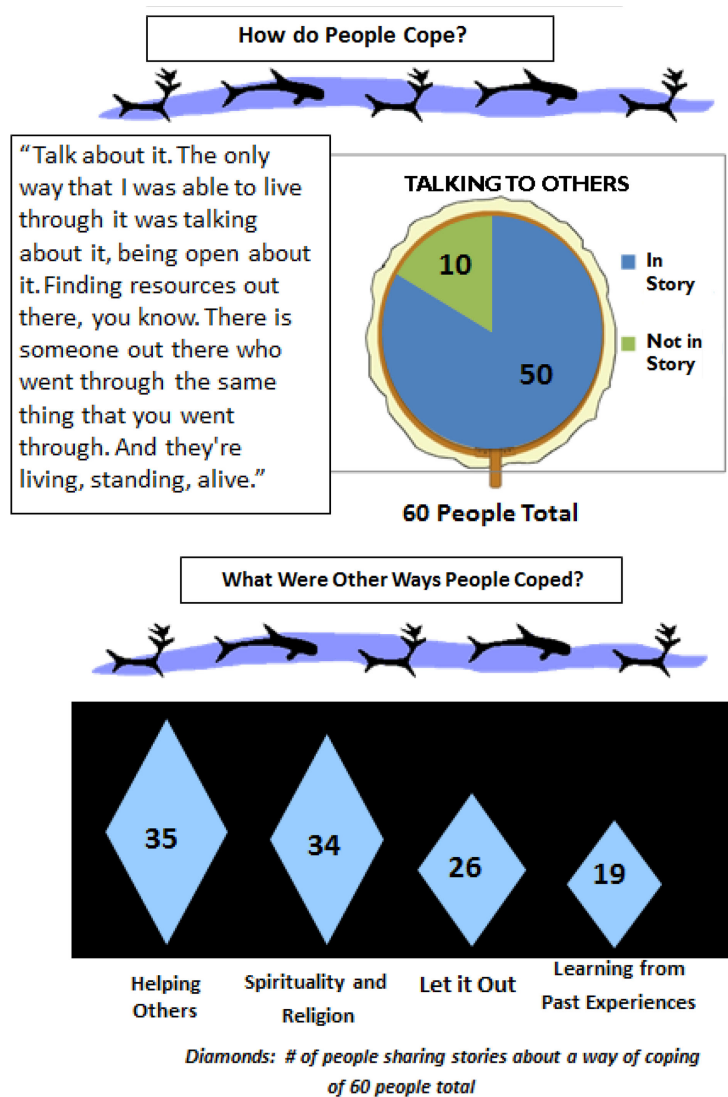 How do People Cope?
“Talk about it. The only
way that I was able to live
through it was talking
about it, being open about
it. Finding resources out
there, you know. There is
someone out there who
went through the same
thing that you went
through. And they're
living, standing, alive.”
TALKING TO OTHERS
10
50
In
Story
Not in
Story
60 People Total
What Were Other Ways People Coped?
35
34
26
19
Helping
Others
Spirituality and
Religion
Let it Out
Learning from
Past Experiences
Diamonds: # of people sharing stories about a way of coping
of 60 people total